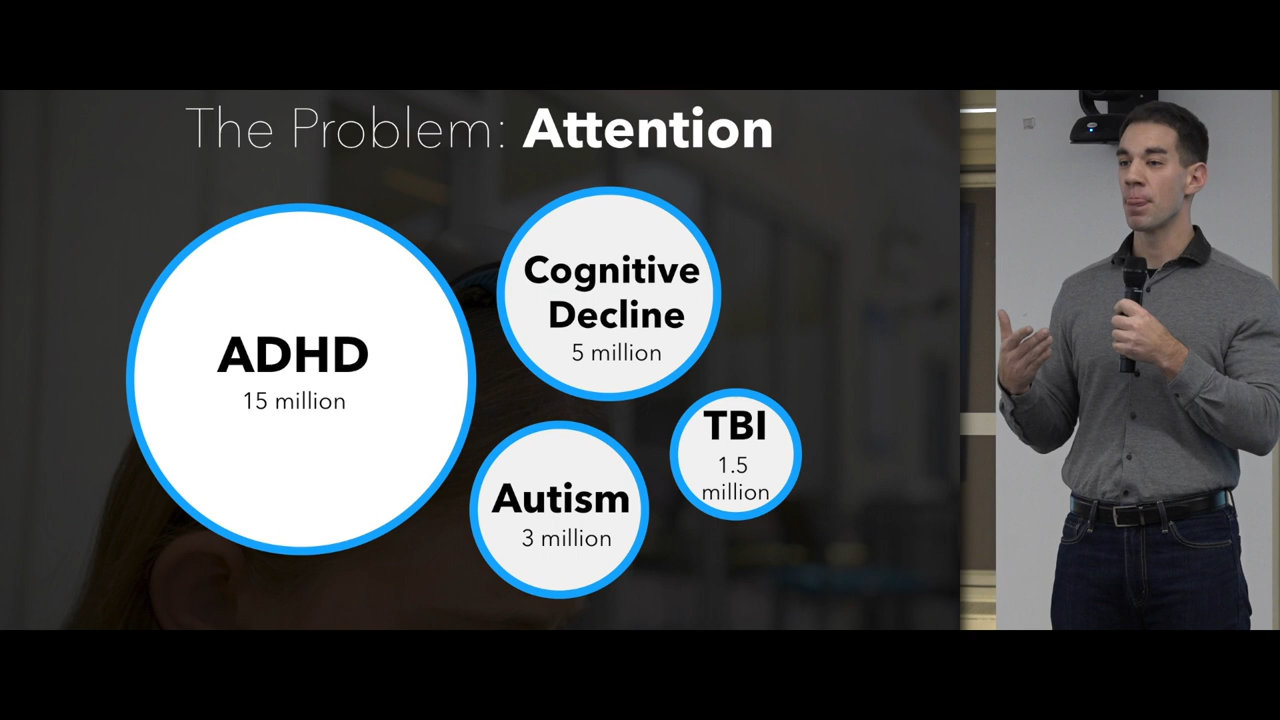 The Problem: Attention
ADHD
15 million
Cognitive
Decline
5 million
TBI
1.5
million
Autism
3 million